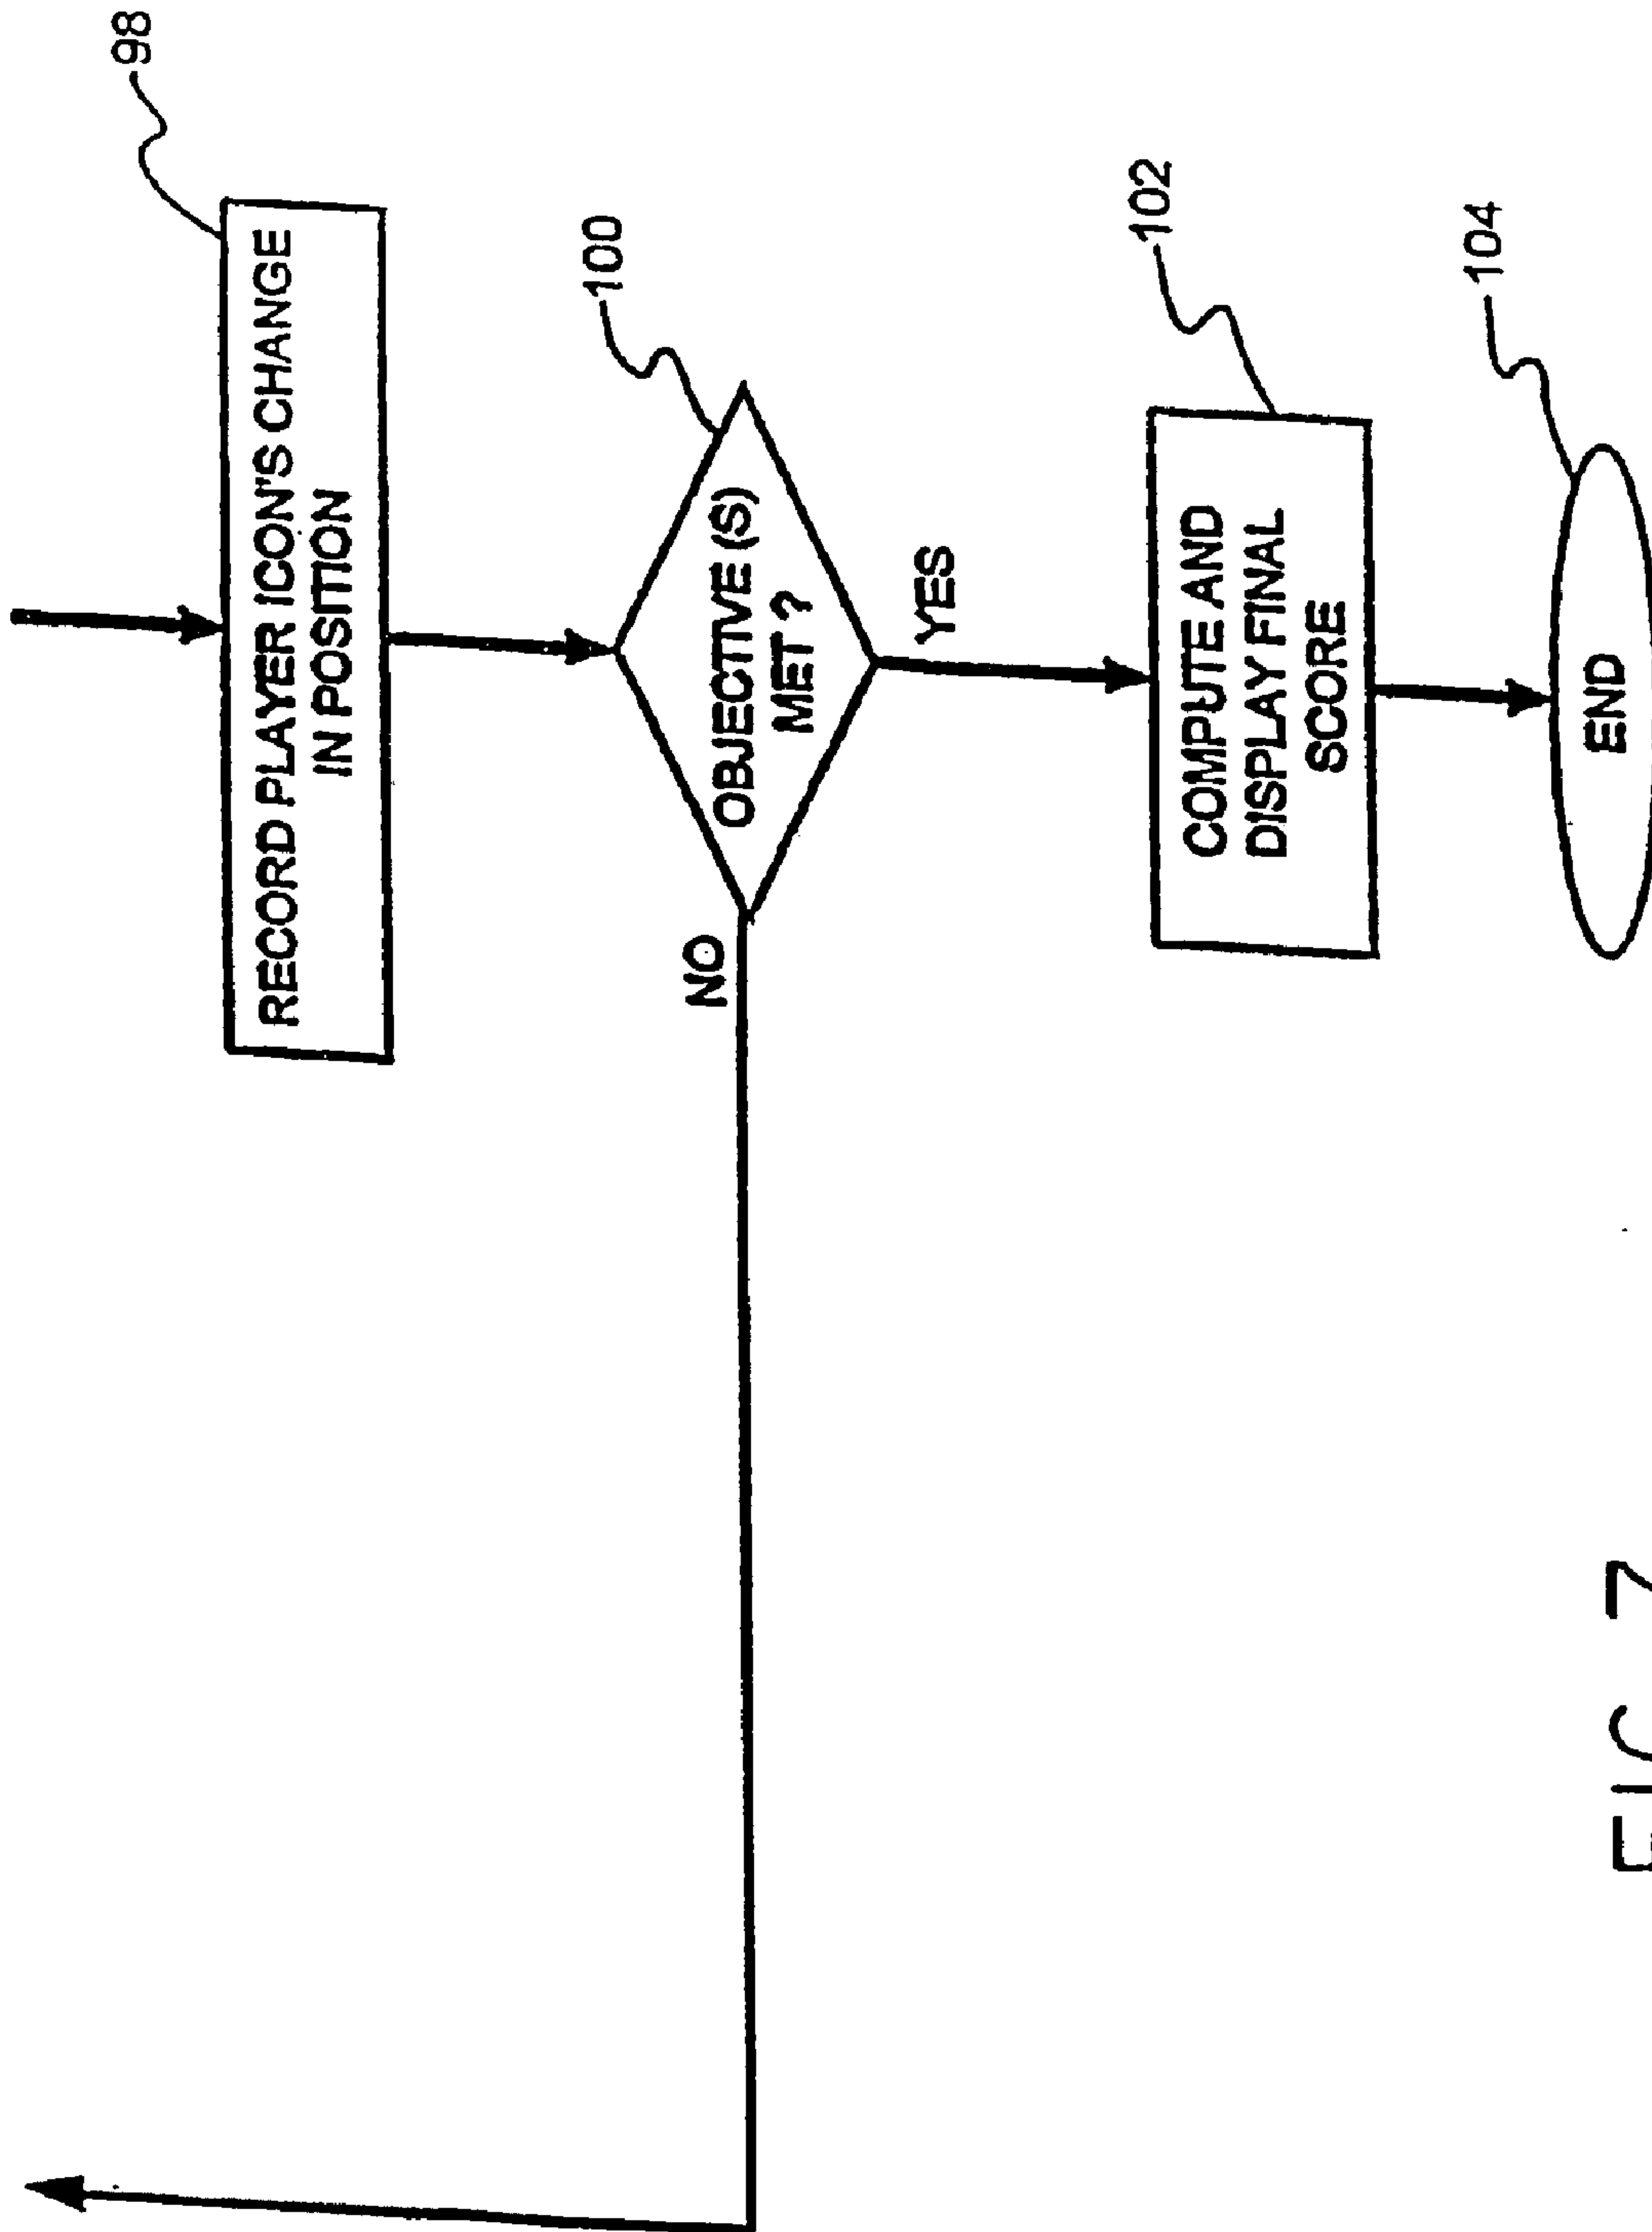 98
RECORD PLAYER ICON'S CHANGE
IN POSITION
100
OBJECTIVE (S)
MET ?
NO
YES
102
COMPUTE AND
DISPLAY FINAL
SCORE
104
END
FIG. 7